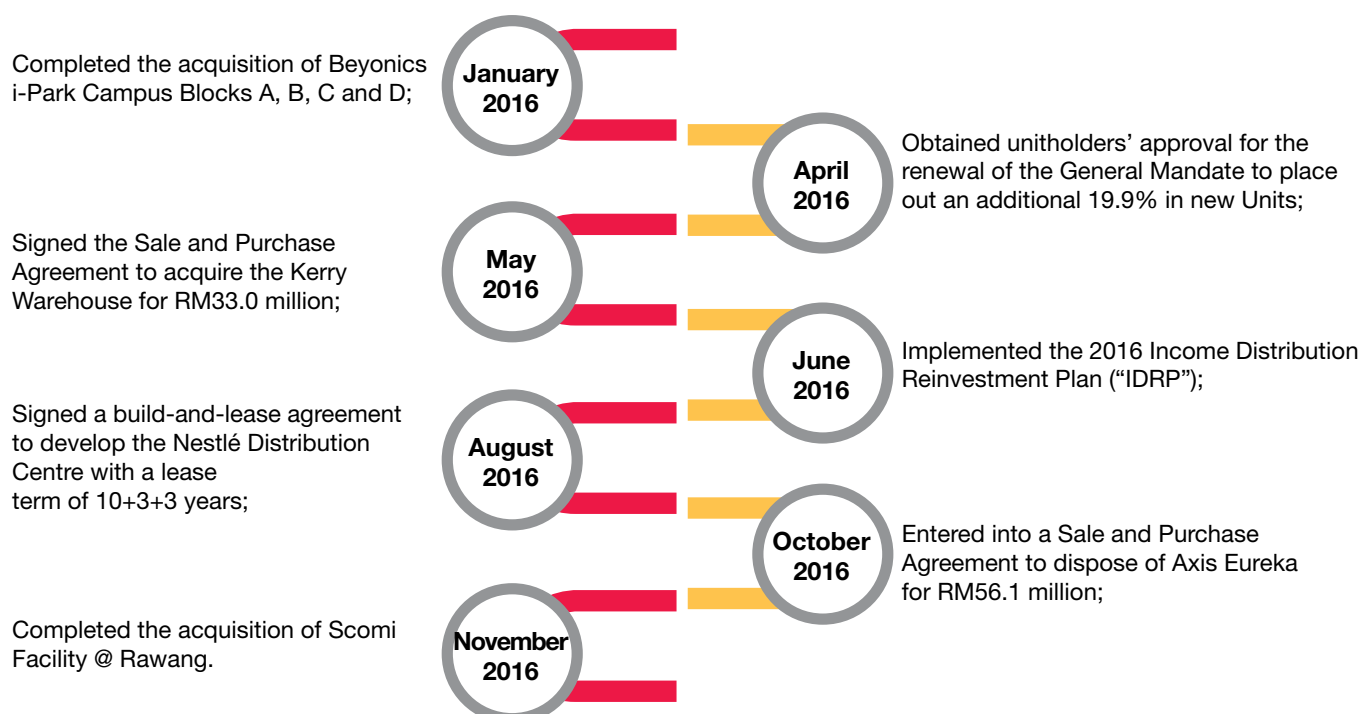 Completed the acquisition of Beyonics
i-Park Campus Blocks A, B, C and D;
January
2016
April
2016
Obtained unitholders’ approval for the
renewal of the General Mandate to place
out an additional 19.9% in new Units;
Signed the Sale and Purchase
Agreement to acquire the Kerry
Warehouse for RM33.0 million;
May
2016
June
2016
Implemented the 2016 Income Distribution
Reinvestment Plan (“IDRP”);
Signed a build-and-lease agreement
to develop the Nestlé Distribution
Centre with a lease
term of 10+3+3 years;
August
2016
October
2016
Entered into a Sale and Purchase
Agreement to dispose of Axis Eureka
for RM56.1 million;
Completed the acquisition of Scomi
Facility @ Rawang.
November
2016